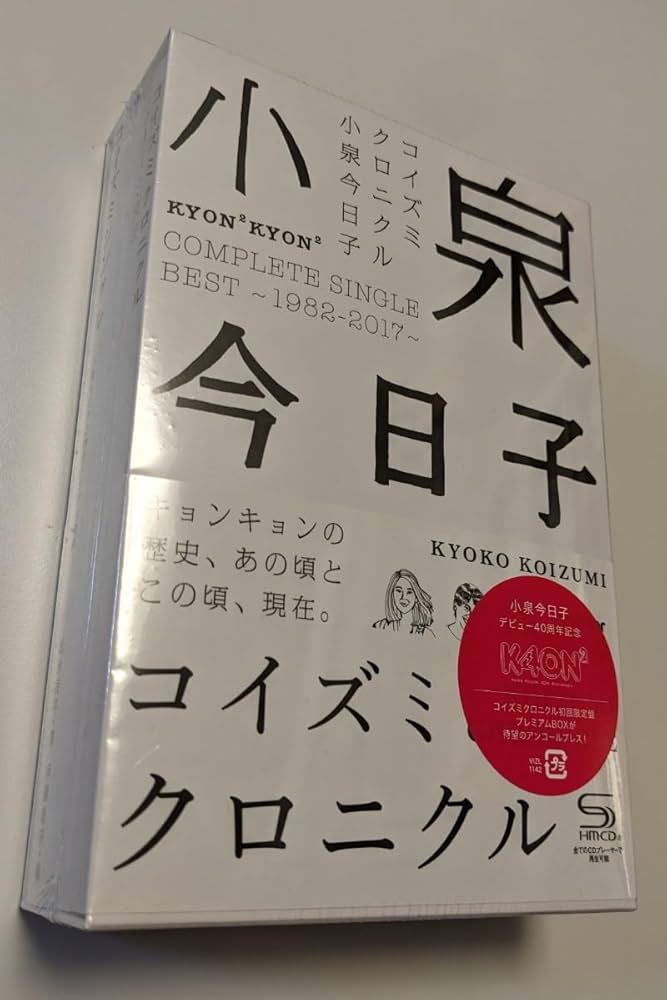 小泉
今日子
コイズミ
クロニクル
小泉今日子
KYON²KYON²
COMPLETE SINGLE
BEST ~1982-2017~
キョンキョンの
歴史、あの頃と
この頃、現在。
KYOKO KOIZUMI
コイズミ
クロニクル
小泉今日子
デビュー40周年記念
K40N²
コイズミクロニクル初回限定盤
プレミアムBOXが
待望のアンコールプレス!
VIZL
1142
プラ
HMCD
全てのCDプレーヤーで
再生可能